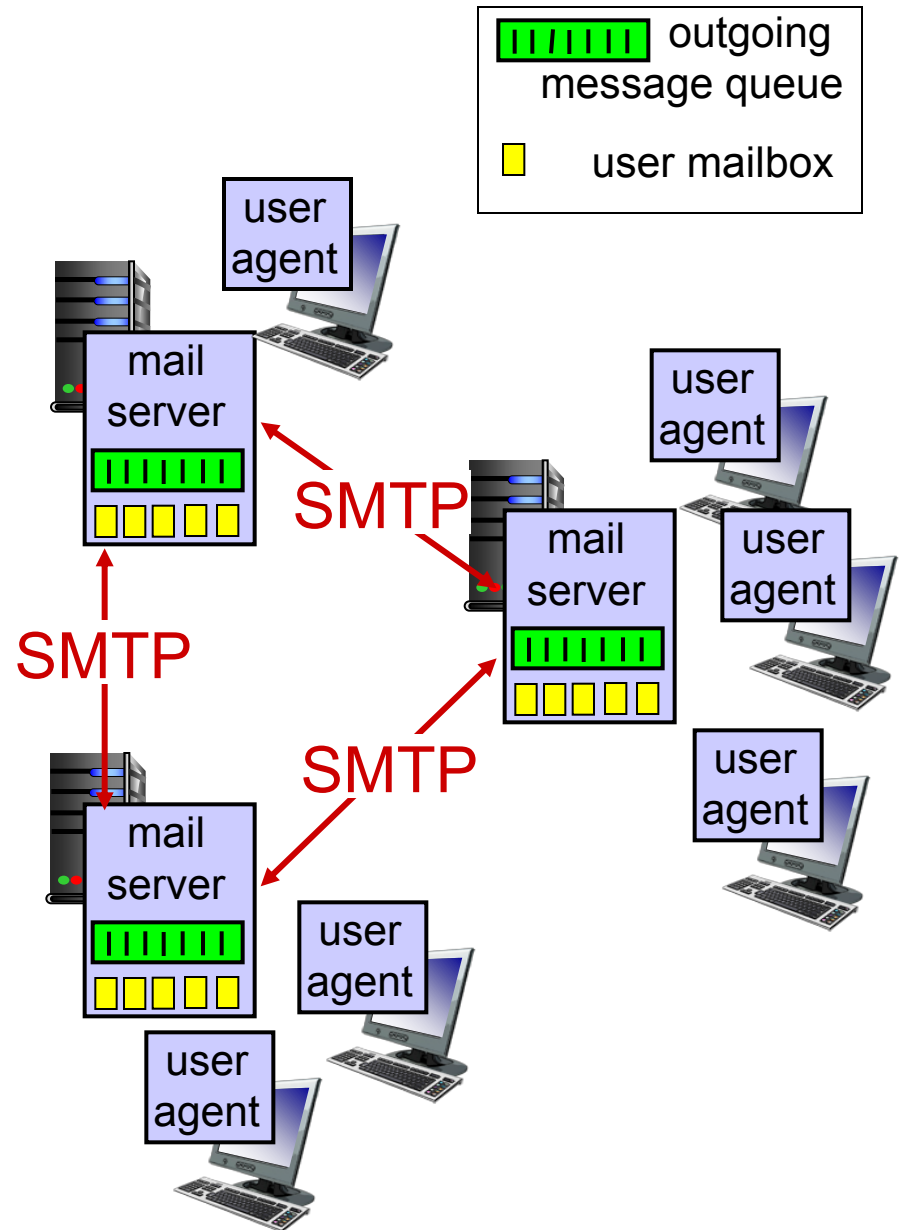 outgoing
message queue
user mailbox
user
agent
mail
server
user
agent
SMTP
mail
server
user
agent
SMTP
user
agent
SMTP
mail
server
user
agent
user
agent